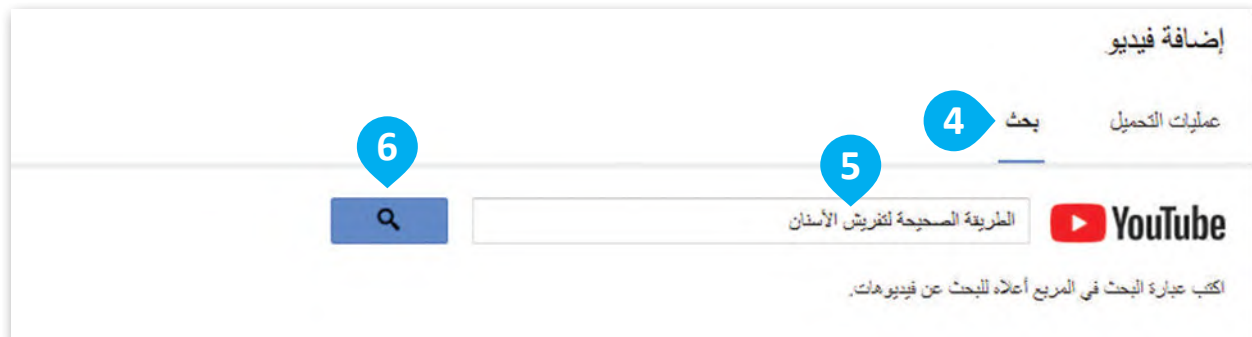 إضافة فيديو
عمليات التحميل بحث 4
5 6
YouTube الطريقة الصحيحة لتفريش الأسنان
اكتب عبارة البحث في المربع أعلاه للبحث عن فيديوهات.